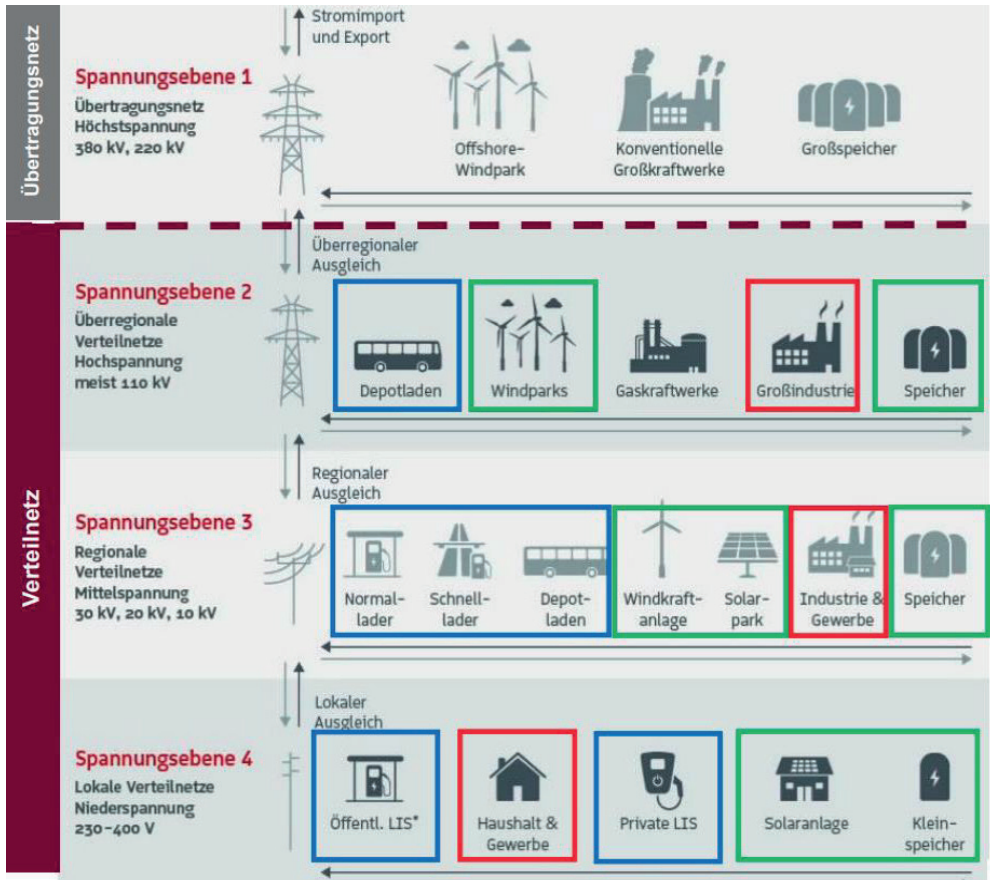 Übertragungsnetz
Stromimport
und Export
Spannungsebene 1
Übertragungsnetz
Höchstspannung
380 kV, 220 kV
Offshore-
Windpark
Konventionelle
Großkraftwerke
Großspeicher
Verteilnetz
Überregionaler
Ausgleich
Spannungsebene 2
Überregionale
Verteilnetze
Hochspannung
meist 110 kV
Depotladen
Windparks
Gaskraftwerke
Großindustrie
Speicher
Regionaler
Ausgleich
Spannungsebene 3
Regionale
Verteilnetze
Mittelspannung
30 kV, 20 kV, 10 kV
Normal-
lader
Schnell-
lader
Depot-
laden
Windkraft-
anlage
Solar-
park
Industrie &
Gewerbe
Speicher
Lokaler
Ausgleich
Spannungsebene 4
Lokale Verteilnetze
Niederspannung
230–400 V
Öffentl. LIS*
Haushalt &
Gewerbe
Private LIS
Solaranlage
Klein-
speicher